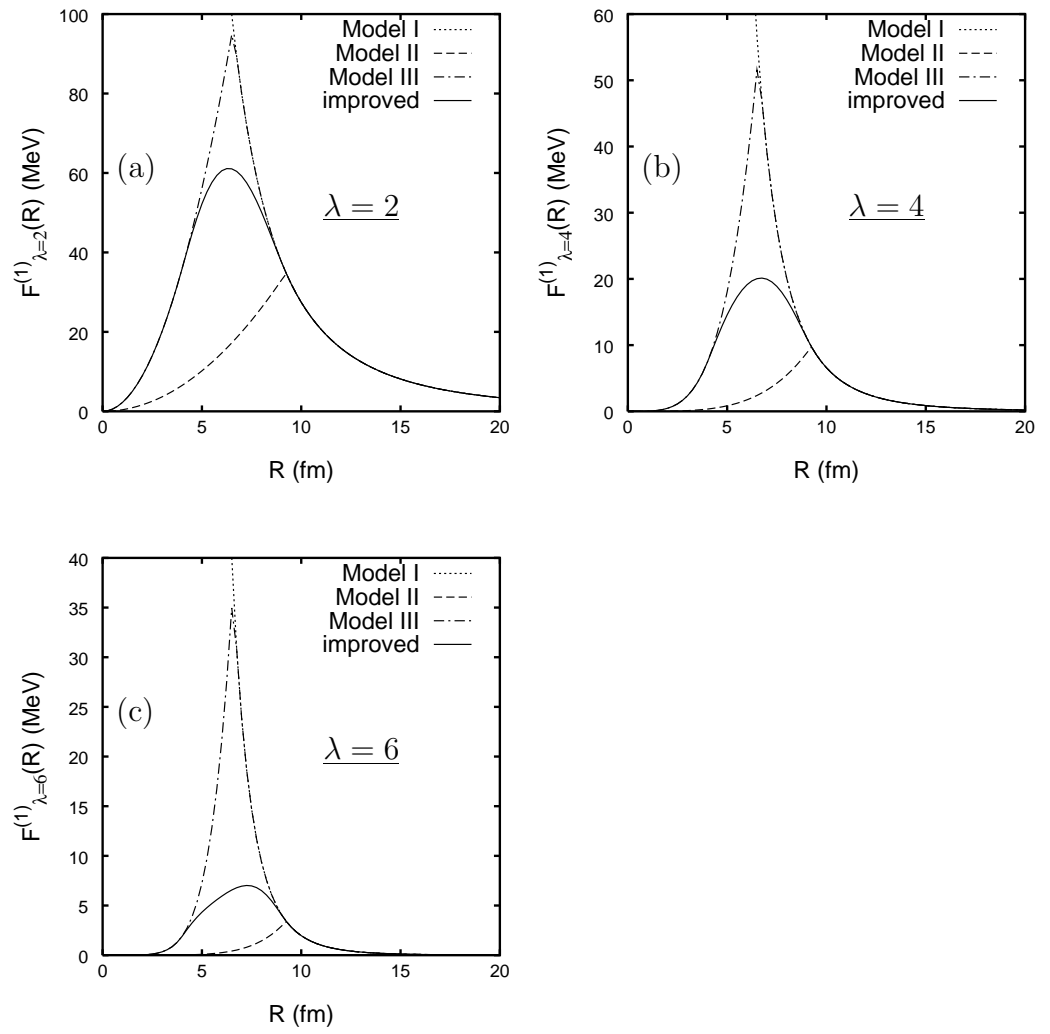 100
80
60
40
20
0
0
5
10
15
20
F⁽¹⁾λ=2(R) (MeV)
R (fm)
(a)
λ = 2
Model I
Model II
Model III
improved
60
50
40
30
20
10
0
0
5
10
15
20
F⁽¹⁾λ=4(R) (MeV)
R (fm)
(b)
λ = 4
Model I
Model II
Model III
improved
40
35
30
25
20
15
10
5
0
0
5
10
15
20
F⁽¹⁾λ=6(R) (MeV)
R (fm)
(c)
λ = 6
Model I
Model II
Model III
improved